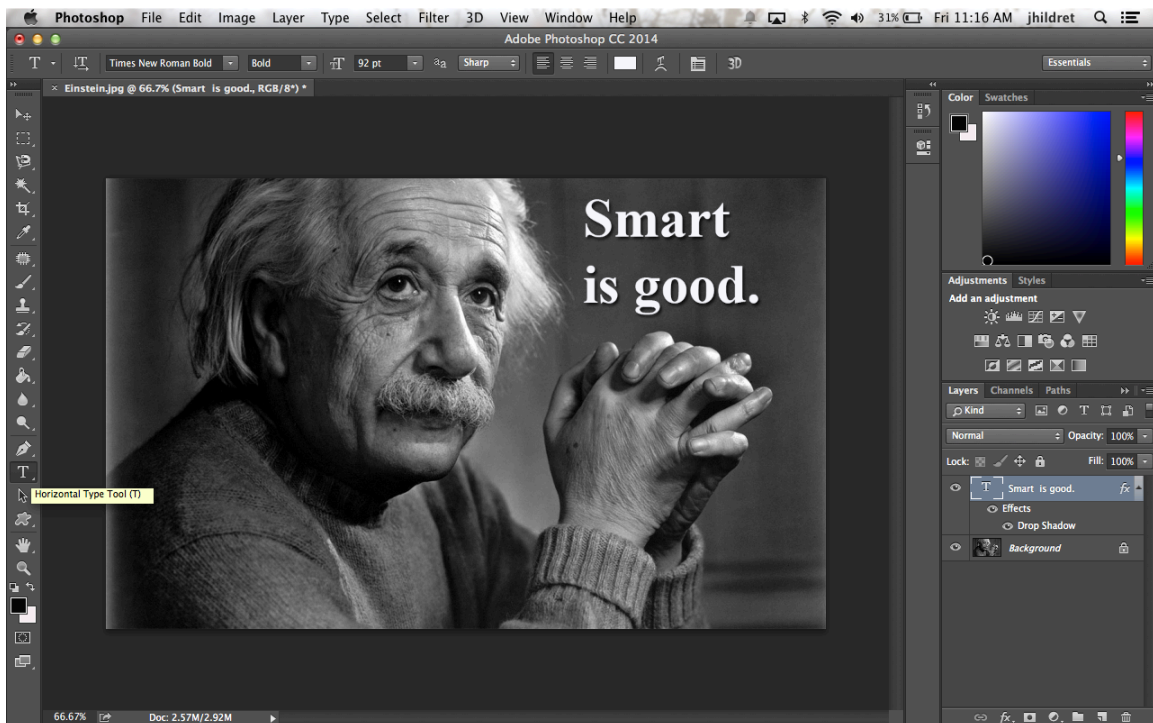 Photoshop File Edit Image Layer Type Select Filter 3D View Window Help 31% Fri 11:16 AM jhildret
Adobe Photoshop CC 2014
T Times New Roman Bold Bold 92 pt Sharp 3D Essentials
× Einstein.jpg @ 66.7% (Smart is good., RGB/8*) *
Color Swatches
Smart
is good.
Adjustments Styles
Add an adjustment
Layers Channels Paths
Kind
Normal Opacity: 100%
Lock: Fill: 100%
T Smart is good. fx
Effects
Drop Shadow
Background
Horizontal Type Tool (T)
66.67% Doc: 2.57M/2.92M
fx